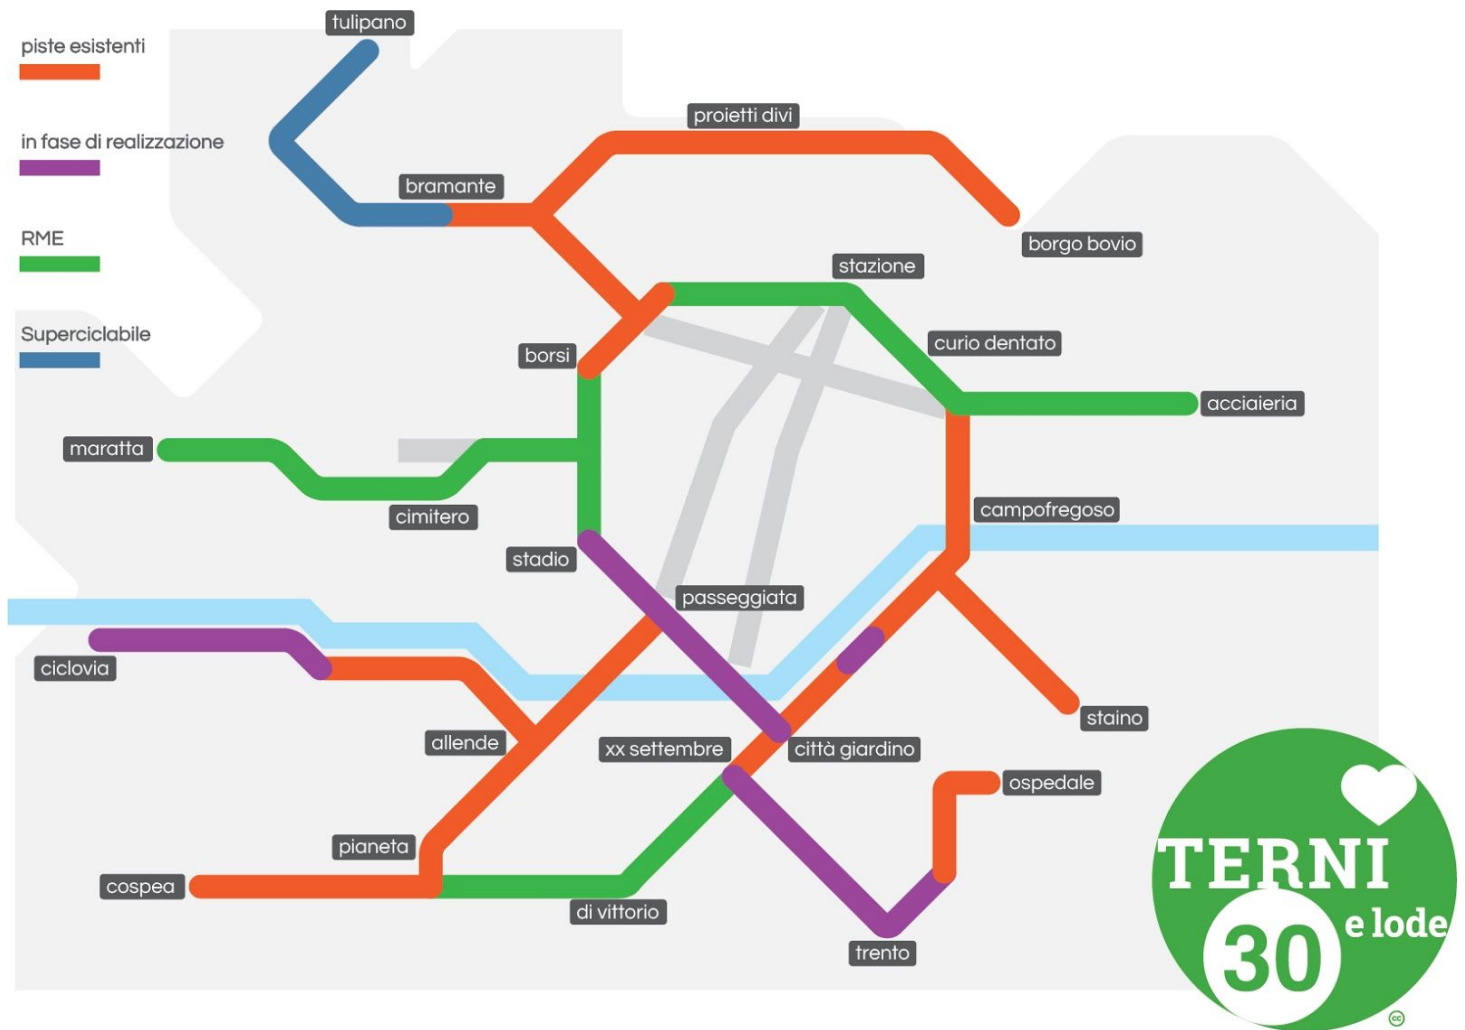 tulipano
piste esistenti
proietti divi
in fase di realizzazione
bramante
RME
borgo bovio
stazione
Superciclabile
curio dentato
borsi
acciaieria
maratta
cimitero
campofregoso
stadio
passeggiata
ciclovia
staino
allende
xx settembre
città giardino
ospedale
pianeta
TERNI
cospea
di vittorio
e lode
30
trento
cc